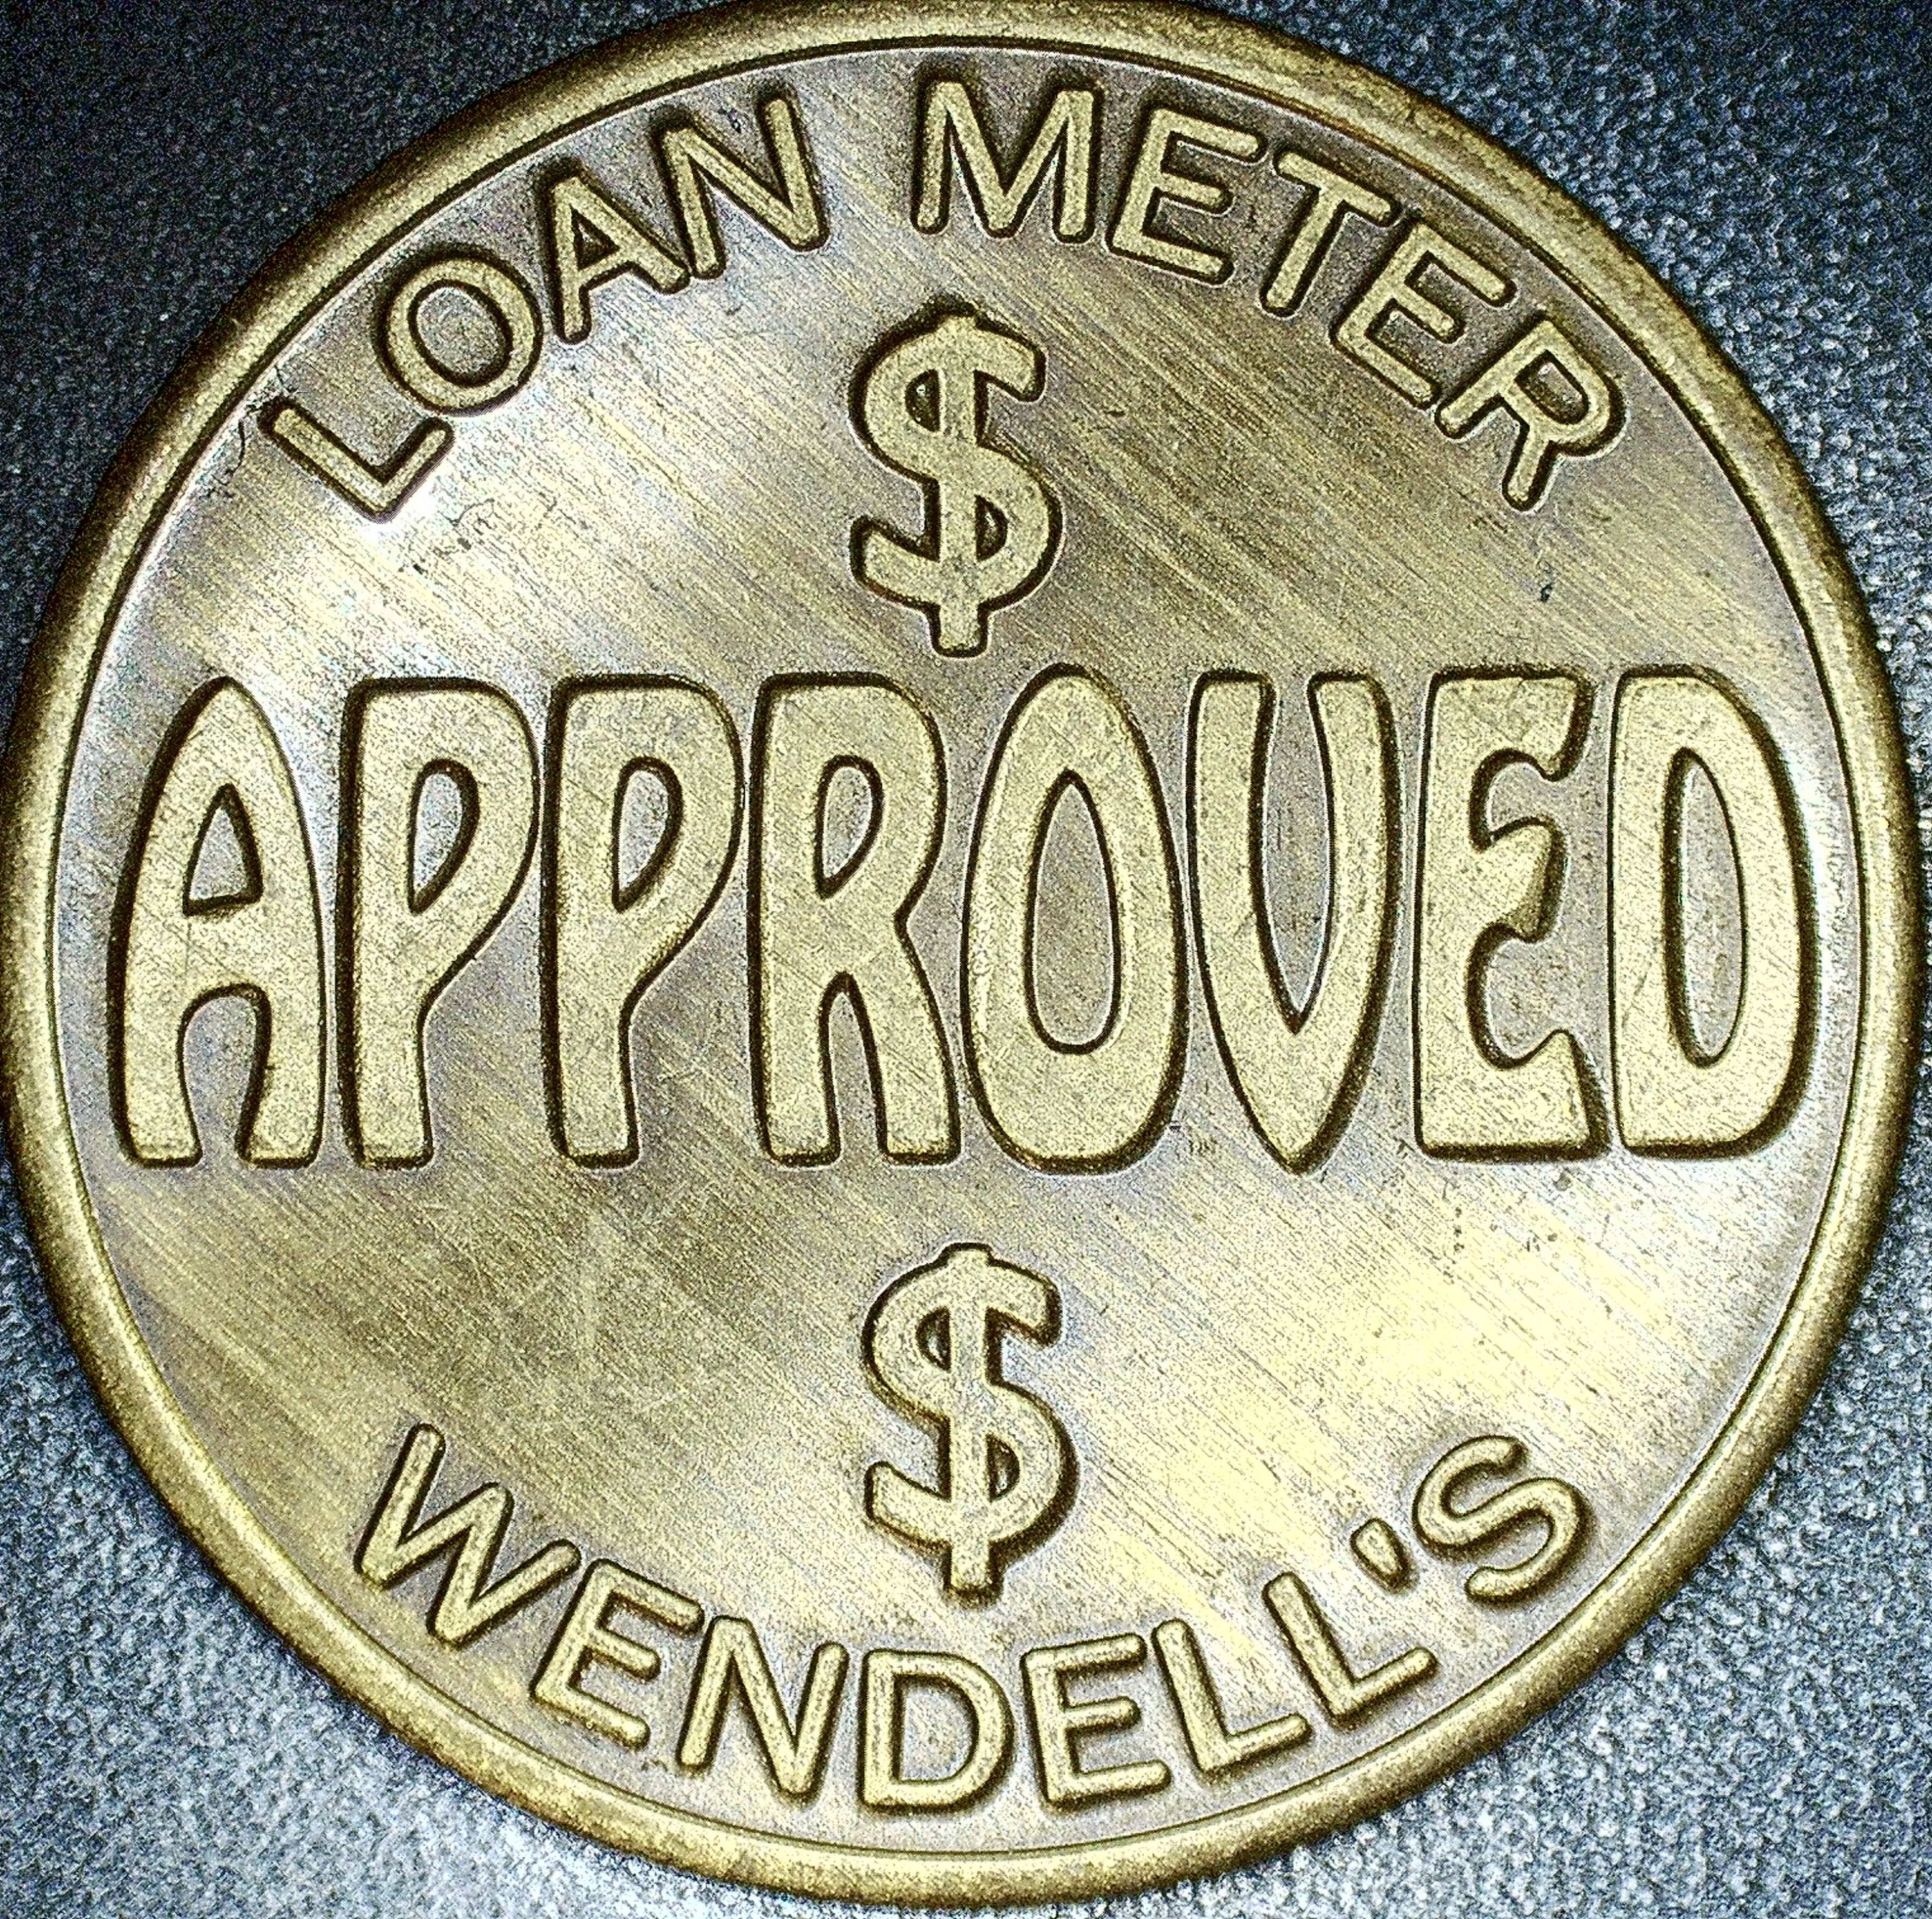 LOAN METER
$
APPROVED
$
WENDELL'S